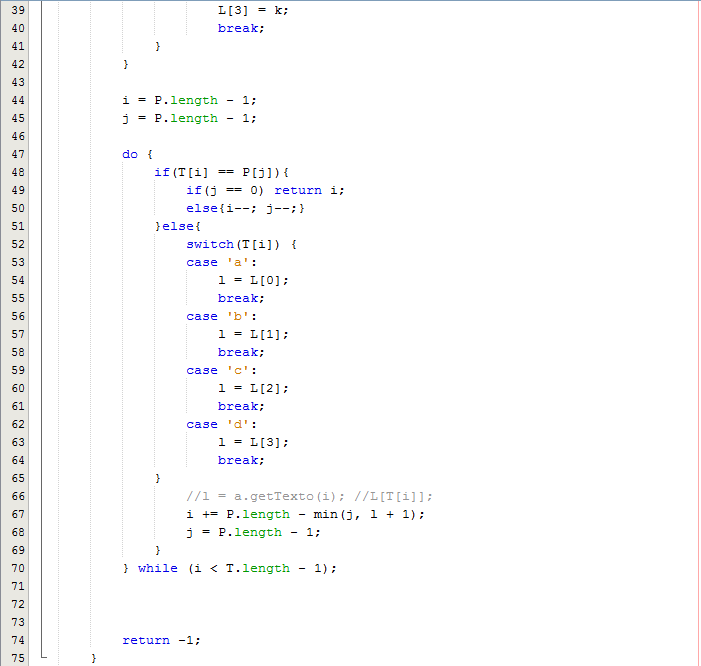 39 L[3] = k;
40 break;
41 }
42 }
43
44 i = P.length - 1;
45 j = P.length - 1;
46
47 do {
48 if(T[i] == P[j]){
49 if(j == 0) return i;
50 else{i--; j--;}
51 }else{
52 switch(T[i]) {
53 case 'a':
54 l = L[0];
55 break;
56 case 'b':
57 l = L[1];
58 break;
59 case 'c':
60 l = L[2];
61 break;
62 case 'd':
63 l = L[3];
64 break;
65 }
66 //l = a.getTexto(i); //L[T[i]];
67 i += P.length - min(j, l + 1);
68 j = P.length - 1;
69 }
70 } while (i < T.length - 1);
71
72
73
74 return -1;
75 }